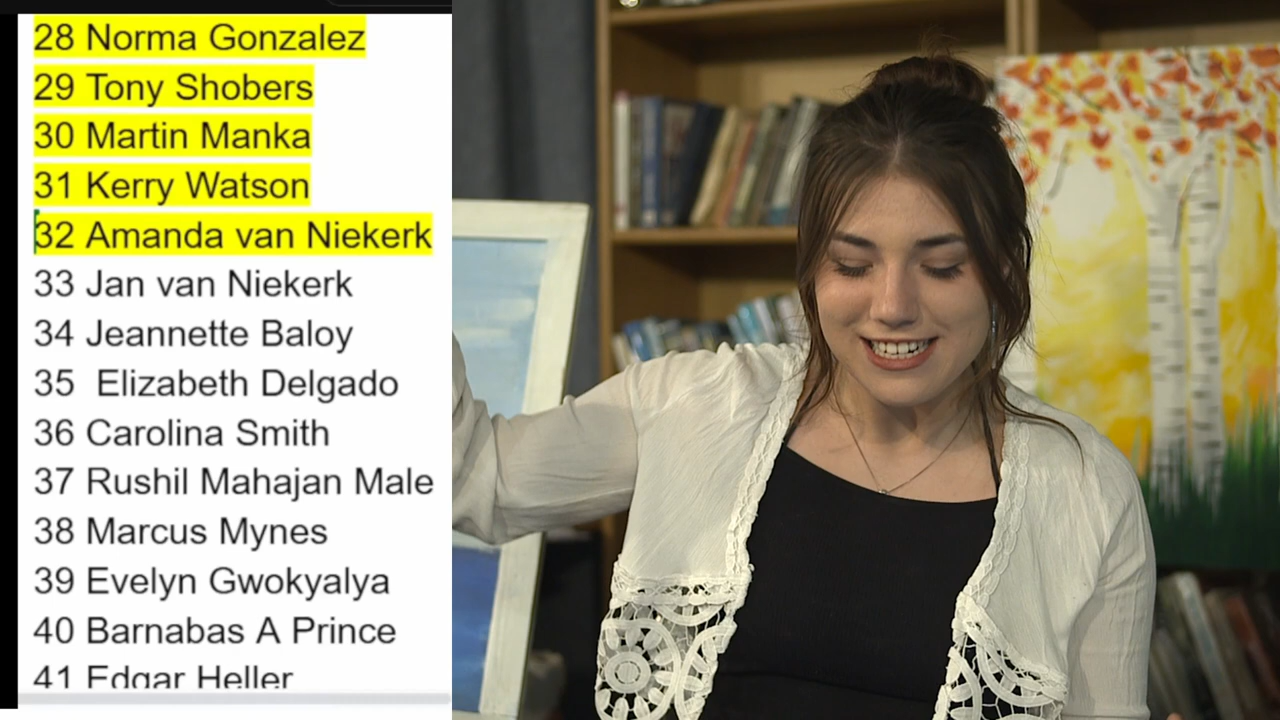 28 Norma Gonzalez
29 Tony Shobers
30 Martin Manka
31 Kerry Watson
32 Amanda van Niekerk
33 Jan van Niekerk
34 Jeannette Baloy
35  Elizabeth Delgado
36 Carolina Smith
37 Rushil Mahajan Male
38 Marcus Mynes
39 Evelyn Gwokyalya
40 Barnabas A Prince
41 Edgar Heller